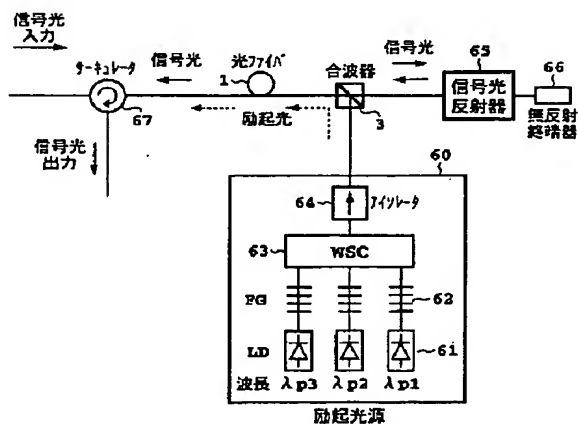 信号光
入力
サーキュレータ
67
信号光
出力
信号光
光ファイバ
1
励起光
合波器
3
信号光
65
信号光
反射器
66
無反射
終端器
60
64
アイソレータ
63
WSC
FG
62
LD
61
波長 λp3 λp2 λp1
励起光源